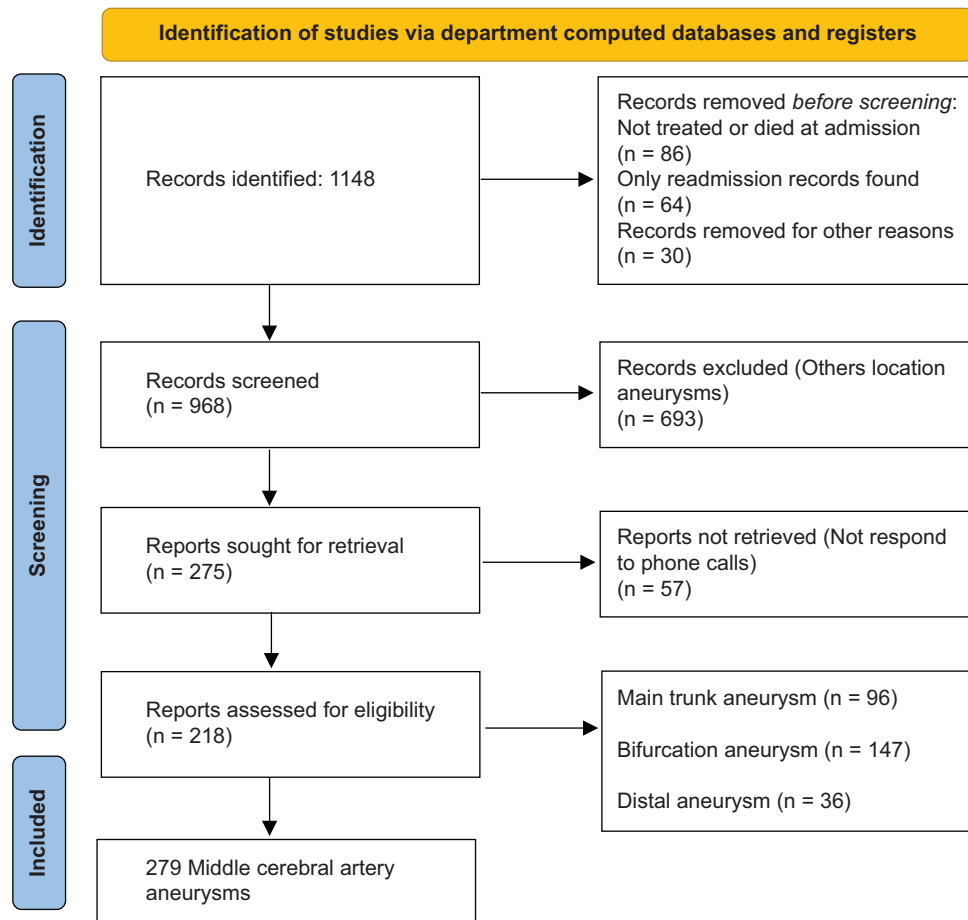 Identification of studies via department computed databases and registers
Identification
Records identified: 1148
Records removed before screening:
Not treated or died at admission
(n = 86)
Only readmission records found
(n = 64)
Records removed for other reasons
(n = 30)
Screening
Records screened
(n = 968)
Records excluded (Others location
aneurysms)
(n = 693)
Reports sought for retrieval
(n = 275)
Reports not retrieved (Not respond
to phone calls)
(n = 57)
Reports assessed for eligibility
(n = 218)
Main trunk aneurysm (n = 96)
Bifurcation aneurysm (n = 147)
Distal aneurysm (n = 36)
Included
279 Middle cerebral artery
aneurysms